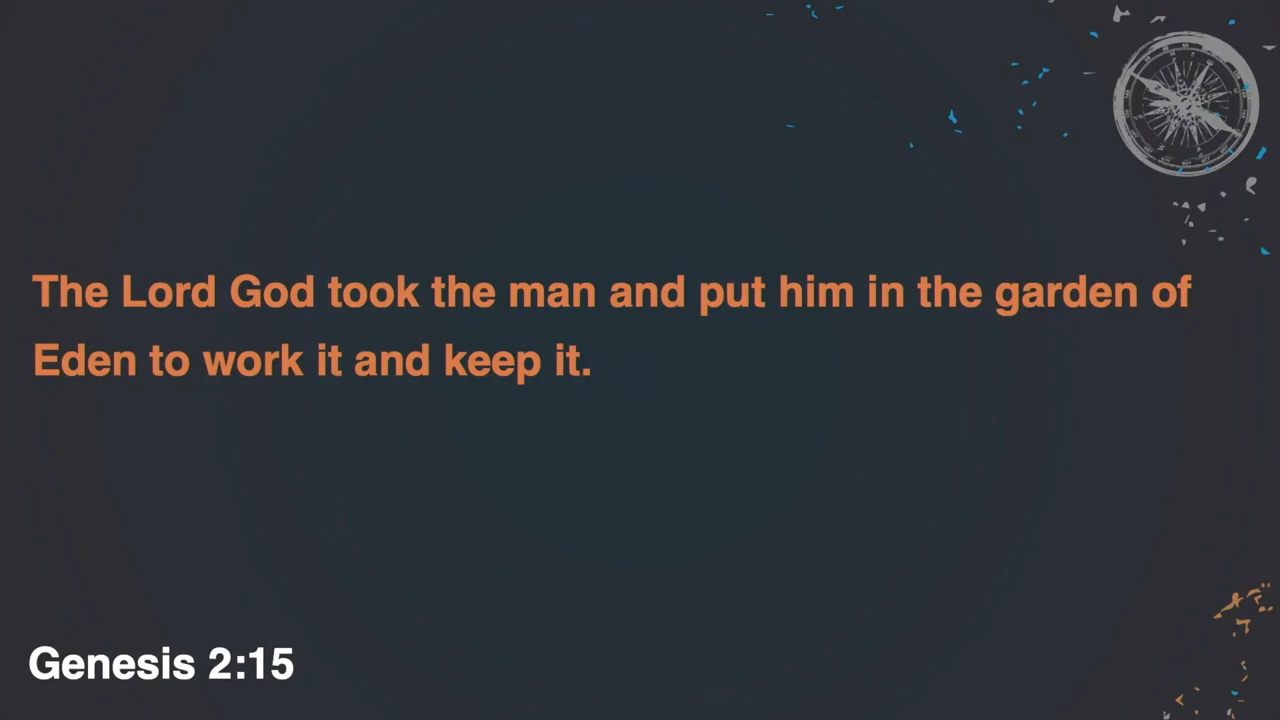 The Lord God took the man and put him in the garden of
Eden to work it and keep it.
Genesis 2:15